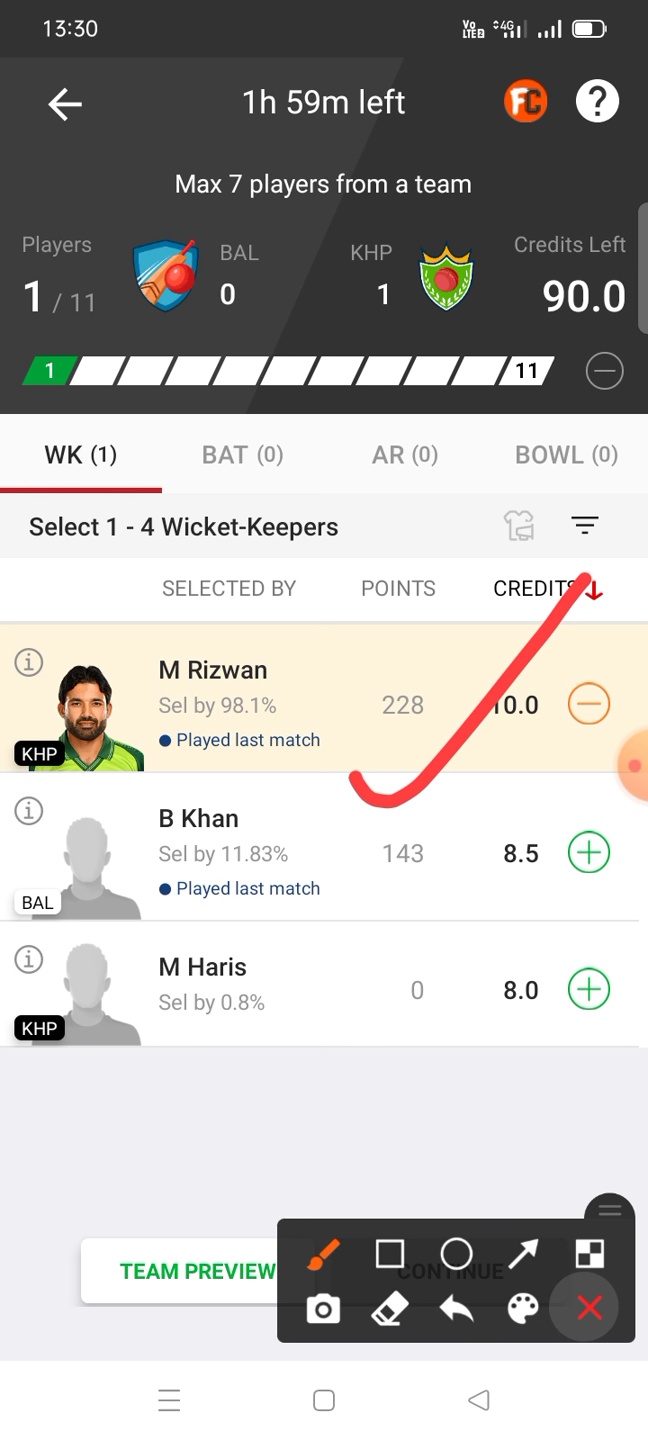 13:30
Vo LTEB 4G
1h 59m left
FC
?
Max 7 players from a team
Players
BAL
KHP
Credits Left
1 / 11
0
1
90.0
1
11
WK (1)
BAT (0)
AR (0)
BOWL (0)
Select 1 - 4 Wicket-Keepers
SELECTED BY
POINTS
CREDITS
M Rizwan
Sel by 98.1%
228
10.0
Played last match
KHP
B Khan
Sel by 11.83%
143
8.5
Played last match
BAL
M Haris
Sel by 0.8%
0
8.0
KHP
TEAM PREVIEW
CONTINUE